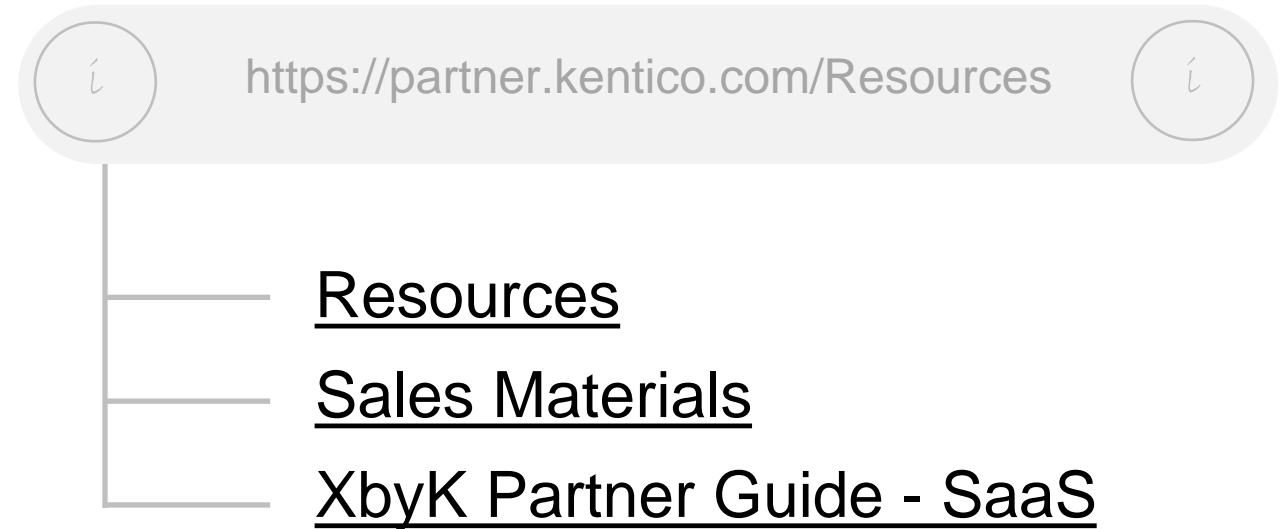 i https://partner.kentico.com/Resources i
Resources
Sales Materials
XbyK Partner Guide - SaaS